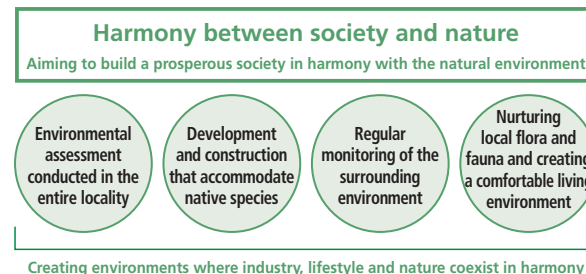 Harmony between society and nature
Aiming to build a prosperous society in harmony with the natural environment
Environmental
assessment
conducted in the
entire locality
Development
and construction
that accommodate
native species
Regular
monitoring of the
surrounding
environment
Nurturing
local flora and
fauna and creating
a comfortable living
environment
Creating environments where industry, lifestyle and nature coexist in harmony